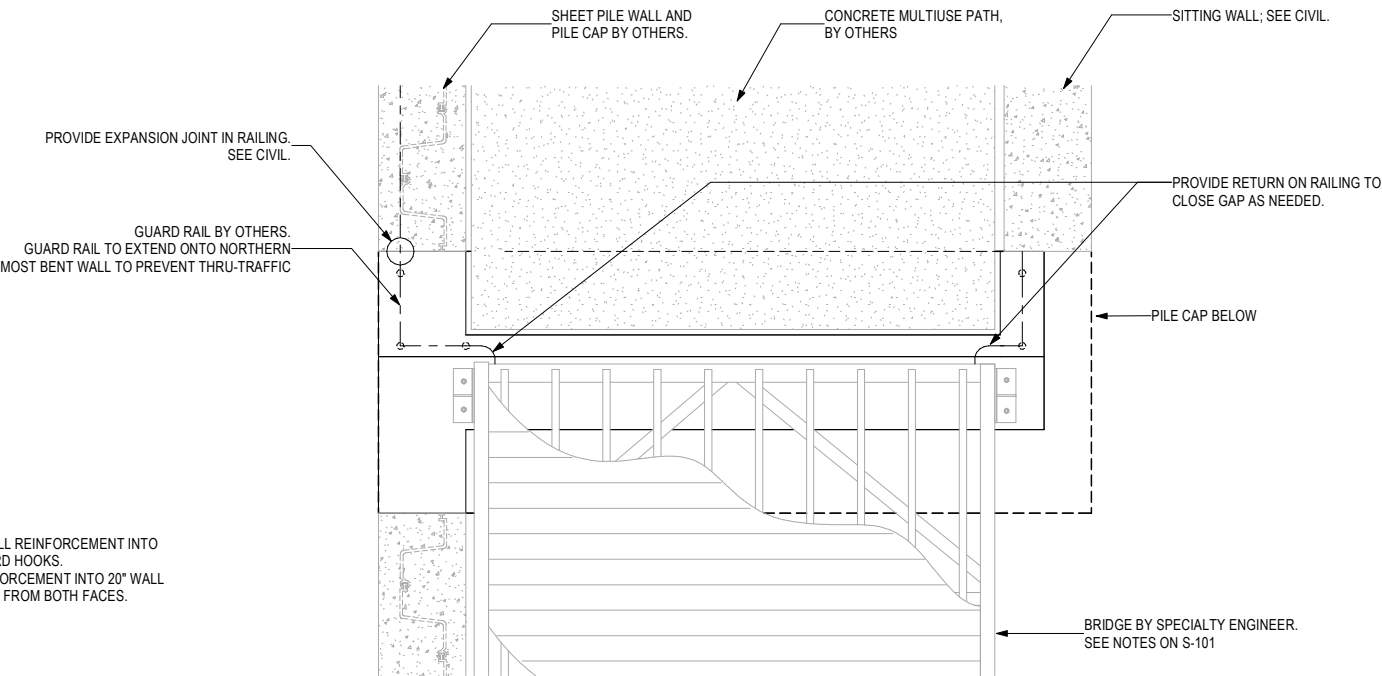 SHEET PILE WALL AND
PILE CAP BY OTHERS.
CONCRETE MULTIUSE PATH,
BY OTHERS
SITTING WALL; SEE CIVIL.
PROVIDE EXPANSION JOINT IN RAILING.
SEE CIVIL.
PROVIDE RETURN ON RAILING TO
CLOSE GAP AS NEEDED.
GUARD RAIL BY OTHERS.
GUARD RAIL TO EXTEND ONTO NORTHERN
MOST BENT WALL TO PREVENT THRU-TRAFFIC
PILE CAP BELOW
LL REINFORCEMENT INTO
RD HOOKS.
FORCEMENT INTO 20" WALL
FROM BOTH FACES.
BRIDGE BY SPECIALTY ENGINEER.
SEE NOTES ON S-101